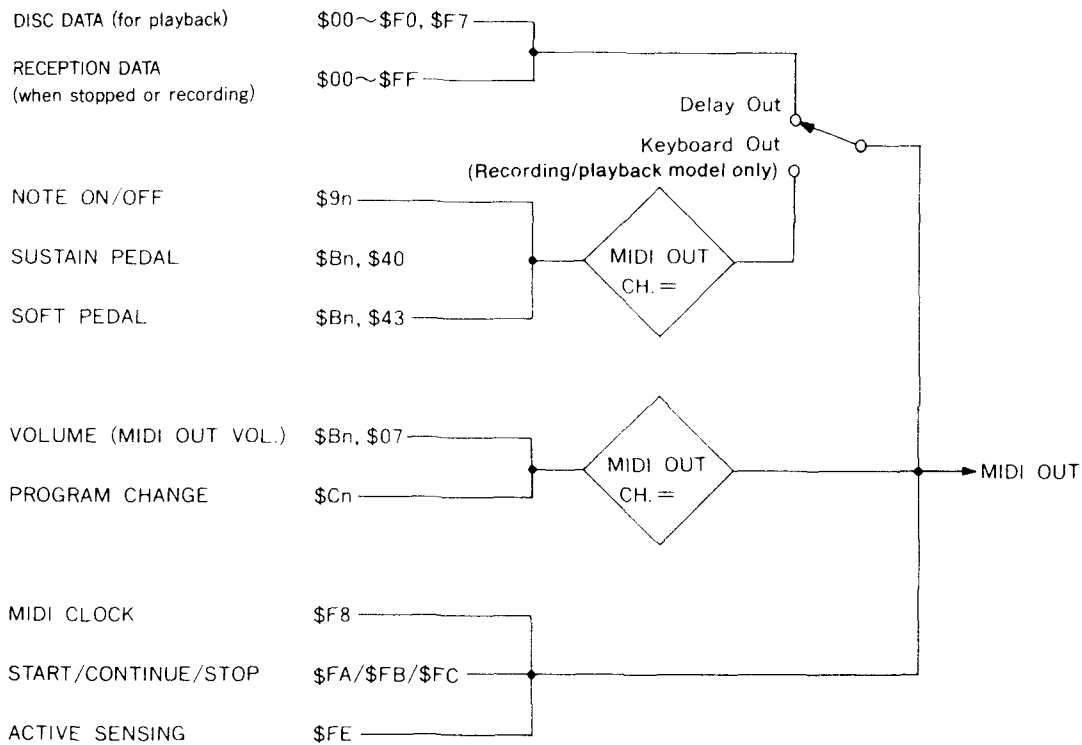 DISC DATA (for playback) $00~$F0, $F7
RECEPTION DATA
(when stopped or recording) $00~$FF
Delay Out
Keyboard Out
(Recording/playback model only)
NOTE ON/OFF $9n
SUSTAIN PEDAL $Bn, $40
SOFT PEDAL $Bn, $43
MIDI OUT
CH. =
VOLUME (MIDI OUT VOL.) $Bn, $07
PROGRAM CHANGE $Cn
MIDI OUT
CH. =
MIDI OUT
MIDI CLOCK $F8
START/CONTINUE/STOP $FA/$FB/$FC
ACTIVE SENSING $FE